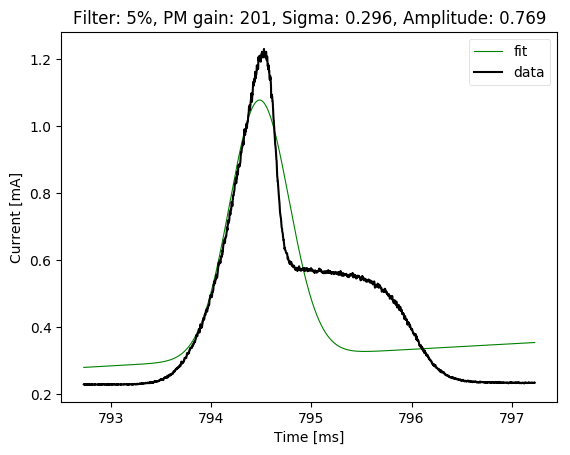 Filter: 5%, PM gain: 201, Sigma: 0.296, Amplitude: 0.769
fit
data
1.2
1.0
0.8
0.6
0.4
0.2
Current [mA]
793
794
795
796
797
Time [ms]